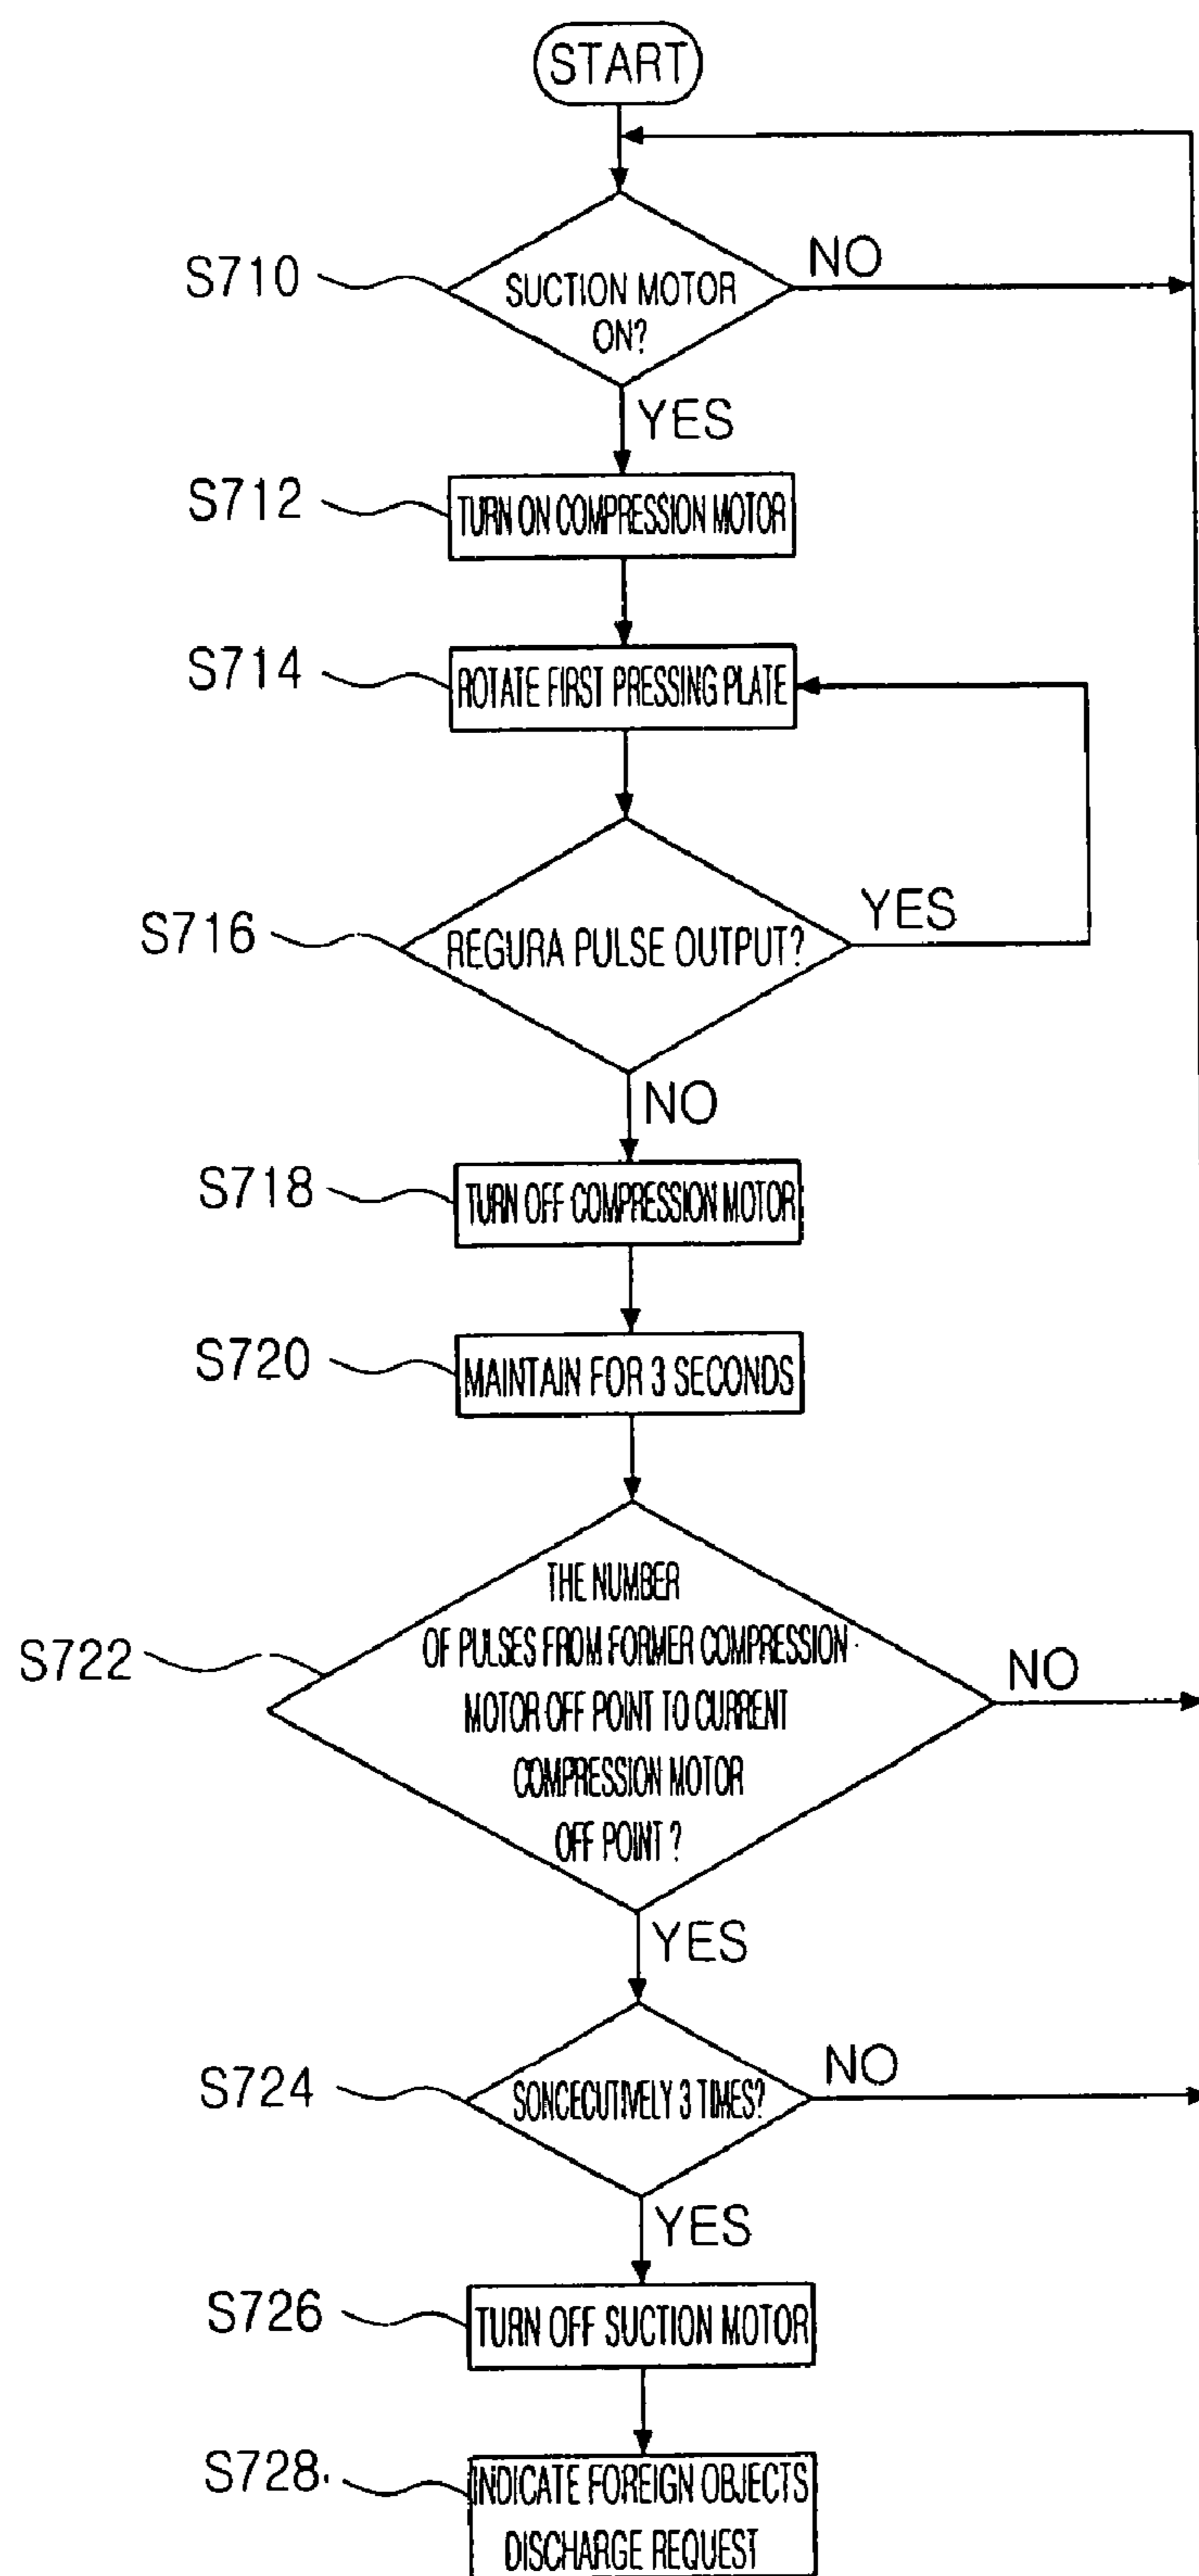 START
S710
SUCTION MOTOR
ON?
NO
YES
S712
TURN ON COMPRESSION MOTOR
S714
ROTATE FIRST PRESSING PLATE
S716
REGURA PULSE OUTPUT?
YES
NO
S718
TURN OFF COMPRESSION MOTOR
S720
MAINTAIN FOR 3 SECONDS
S722
THE NUMBER
OF PULSES FROM FORMER COMPRESSION
MOTOR OFF POINT TO CURRENT
COMPRESSION MOTOR
OFF POINT ?
NO
YES
S724
SONCECUTIVELY 3 TIMES?
NO
YES
S726
TURN OFF SUCTION MOTOR
S728
INDICATE FOREIGN OBJECTS
DISCHARGE REQUEST